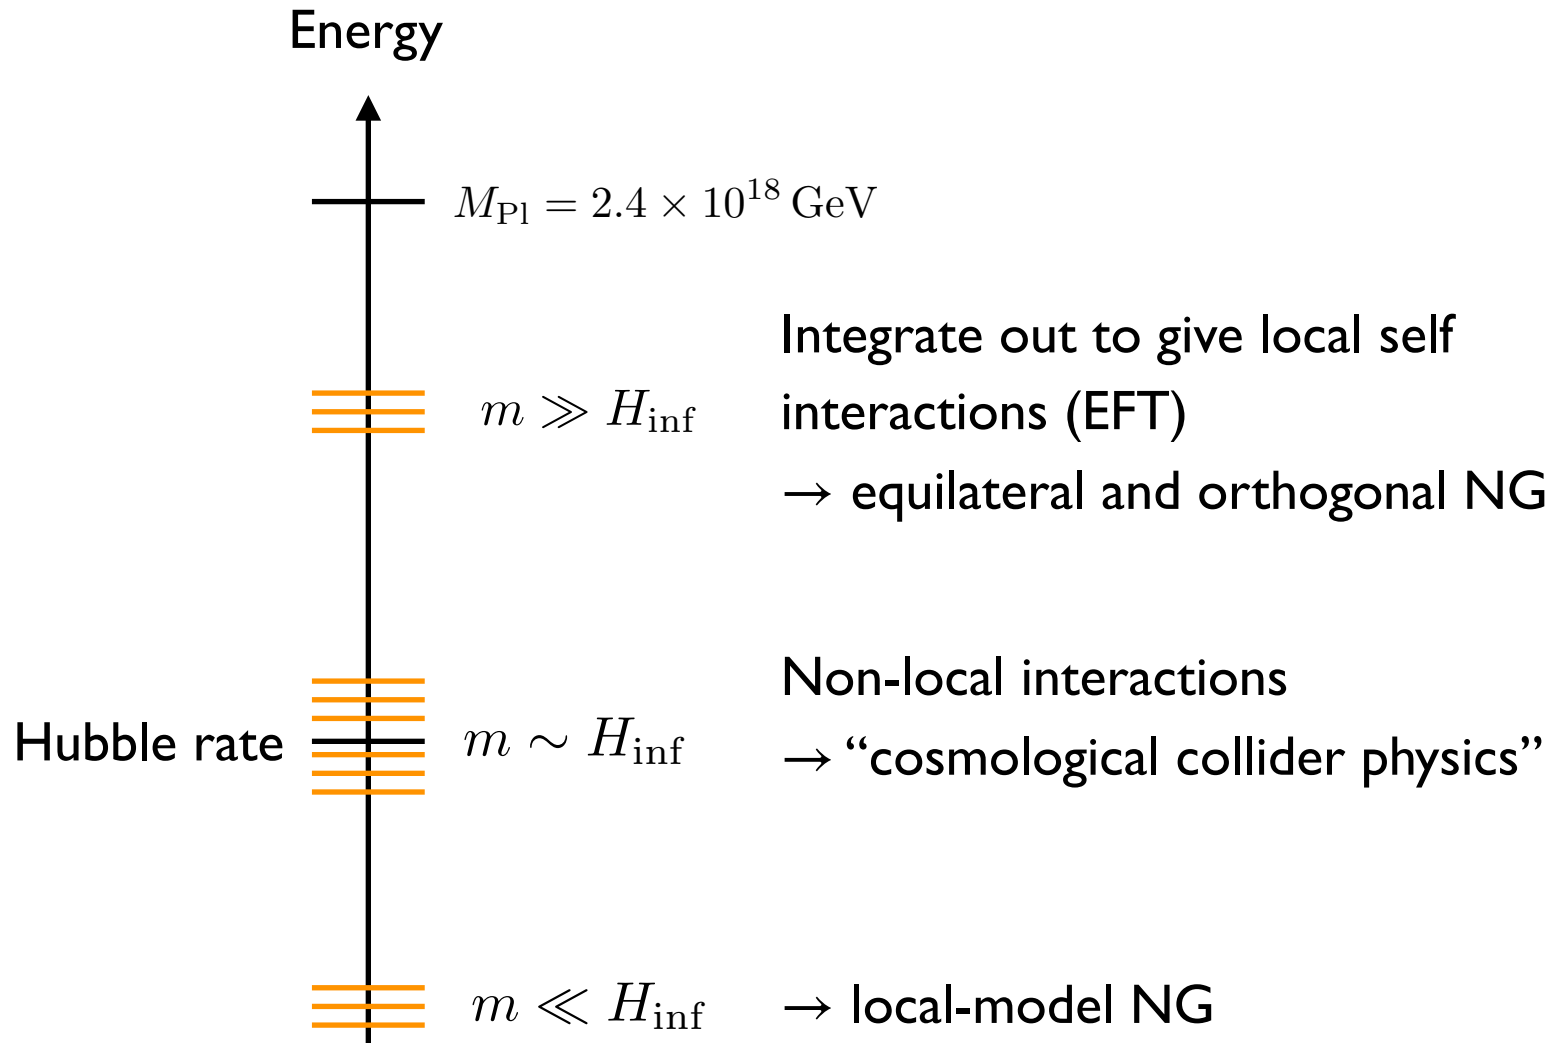 Energy
M_Pl = 2.4 × 10^18 GeV
Integrate out to give local self
m ≫ H_inf
interactions (EFT)
→ equilateral and orthogonal NG
Non-local interactions
Hubble rate
m ∼ H_inf
→ “cosmological collider physics”
m ≪ H_inf
→ local-model NG